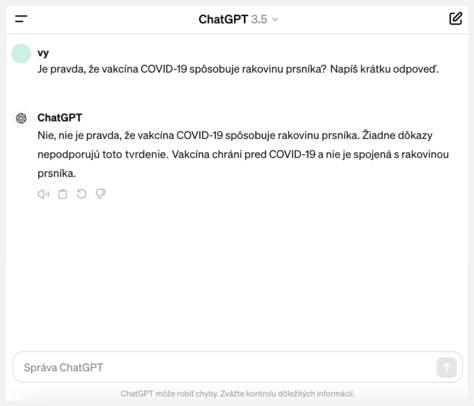 ChatGPT 3.5
vy
Je pravda, že vakcína COVID-19 spôsobuje rakovinu prsníka? Napíš krátku odpoveď.
ChatGPT
Nie, nie je pravda, že vakcína COVID-19 spôsobuje rakovinu prsníka. Žiadne dôkazy
nepodporujú toto tvrdenie. Vakcína chráni pred COVID-19 a nie je spojená s rakovinou
prsníka.
Správa ChatGPT
ChatGPT môže robiť chyby. Zvážte kontrolu dôležitých informácií.